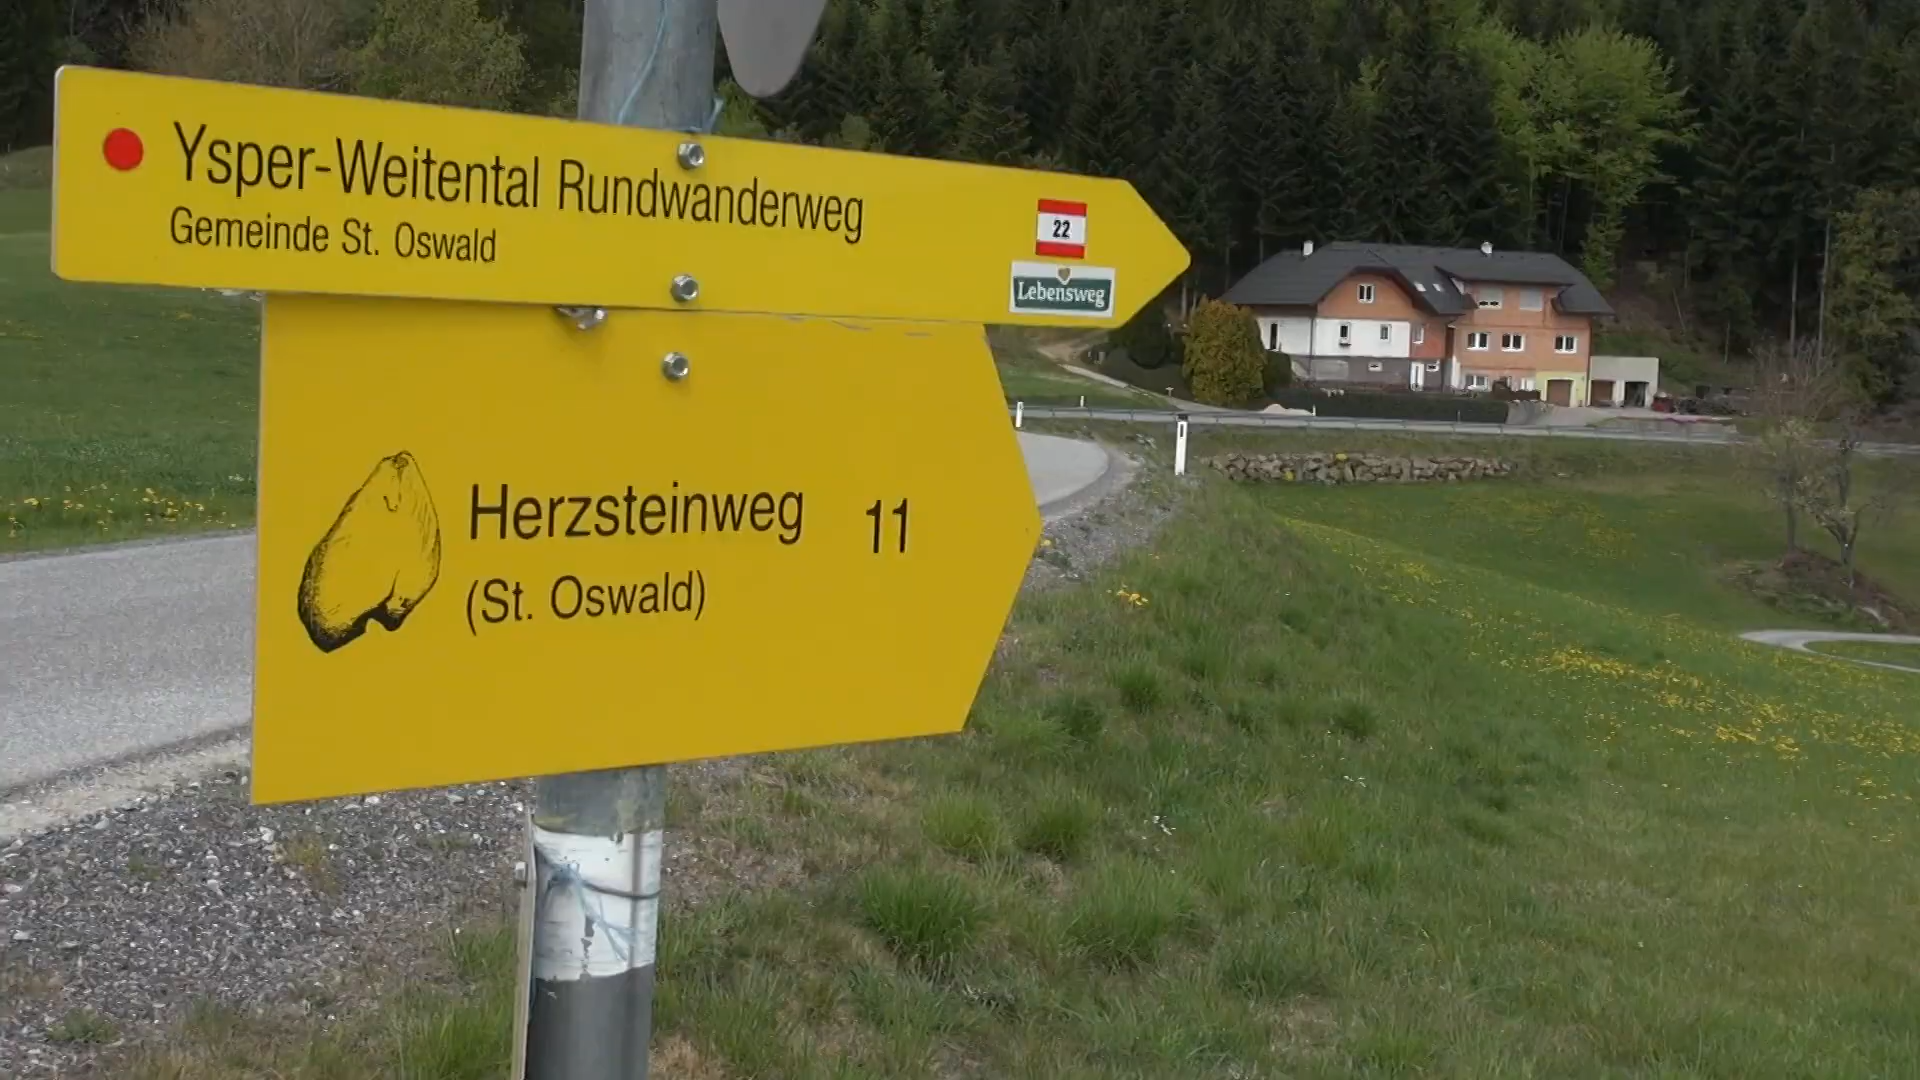 Ysper-Weitental Rundwanderweg
Gemeinde St. Oswald
22
Lebensweg
Herzsteinweg 11
(St. Oswald)